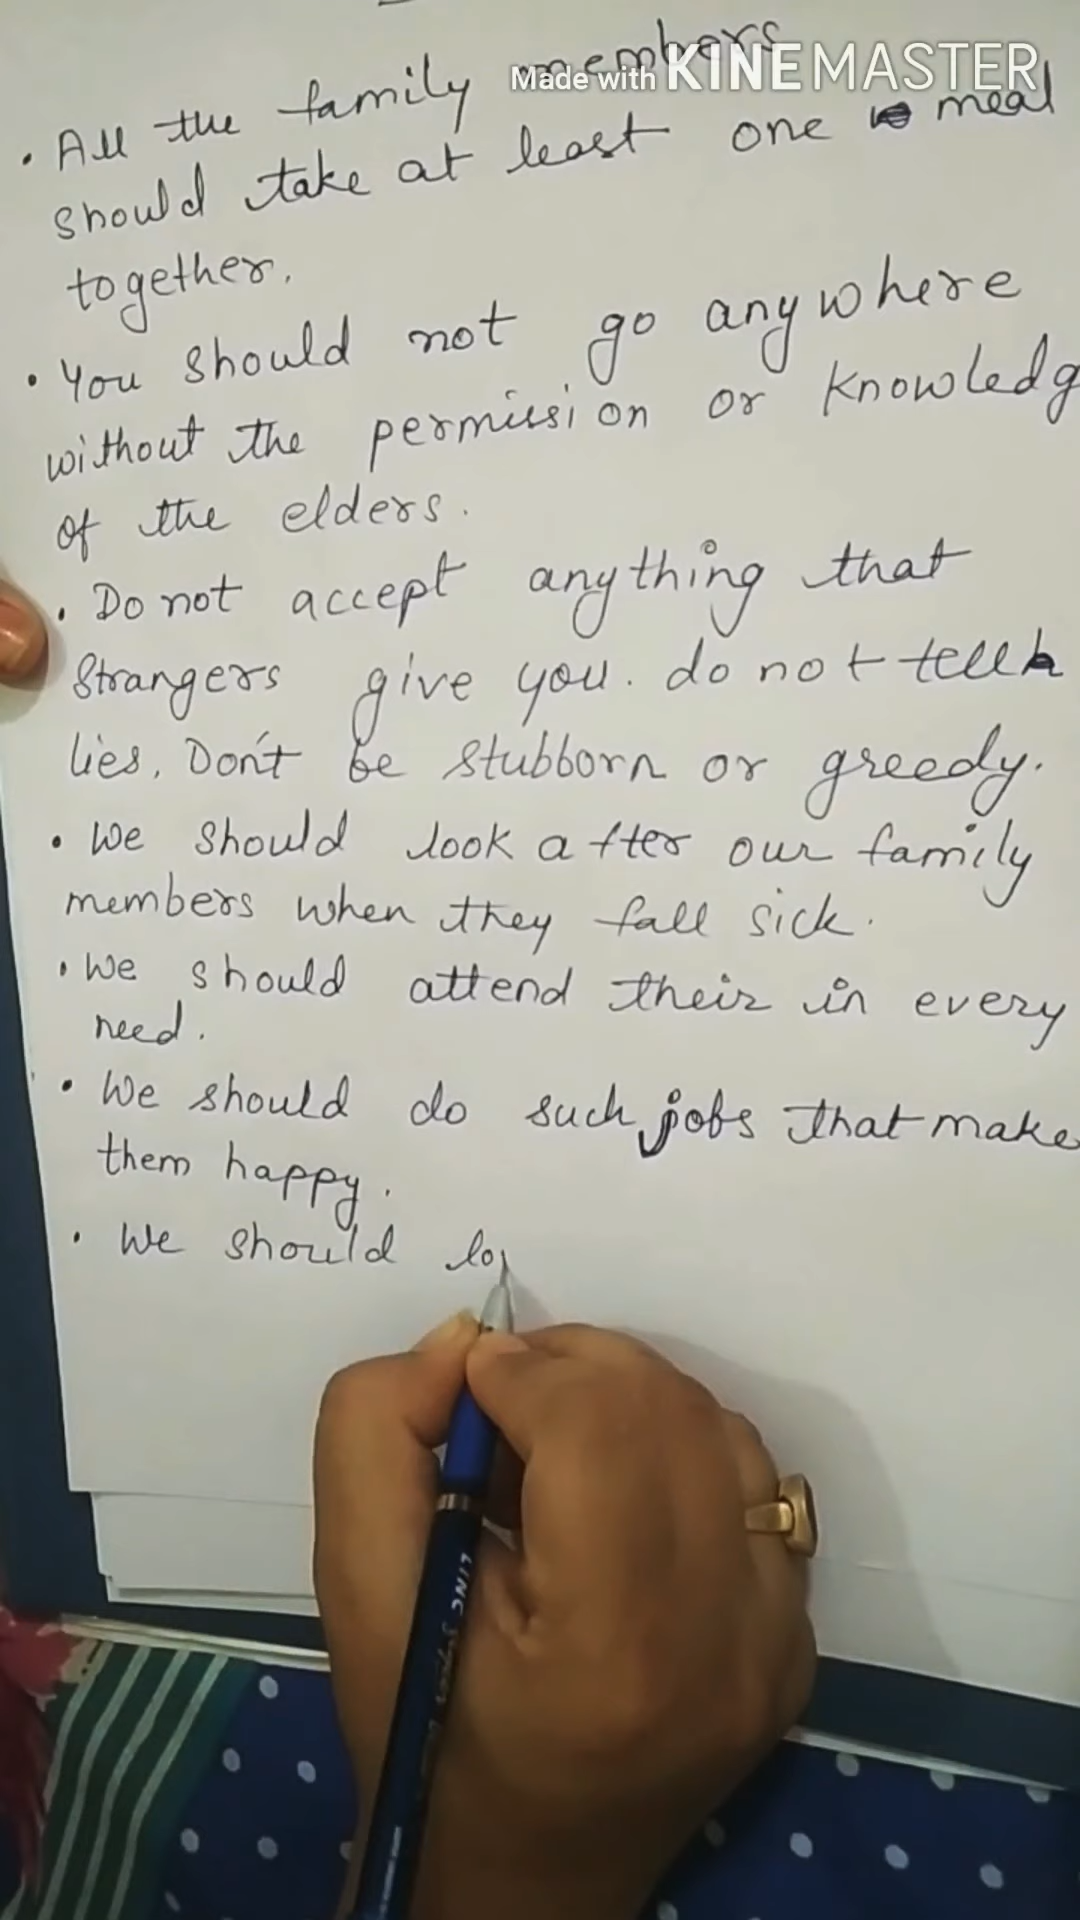 Made with KINEMASTER
• All the family members
should take at least one meal
together.
• You should not go anywhere
without the permission or knowledg
of the elders.
• Do not accept anything that
strangers give you. do not tell
lies. Don't be stubborn or greedy.
• We should look after our family
members when they fall sick.
• We should attend their in every
need.
• We should do such jobs that make
them happy.
• We should lo
LINC